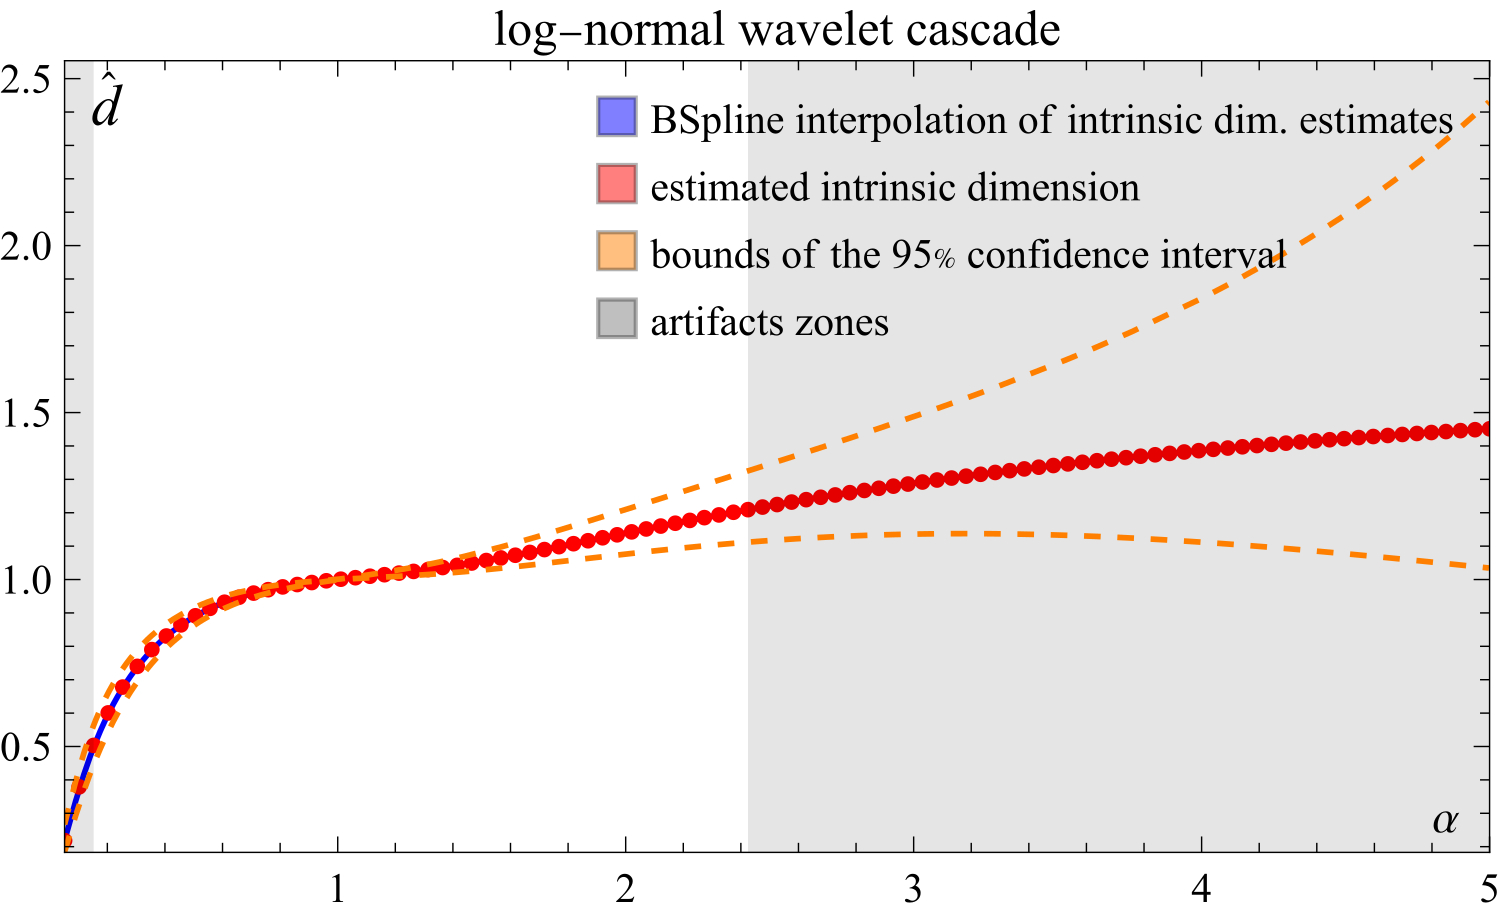 log–normal wavelet cascade
2.5
d̂
BSpline interpolation of intrinsic dim. estimates
estimated intrinsic dimension
2.0
bounds of the 95% confidence interval
artifacts zones
1.5
1.0
0.5
α
1 2 3 4 5